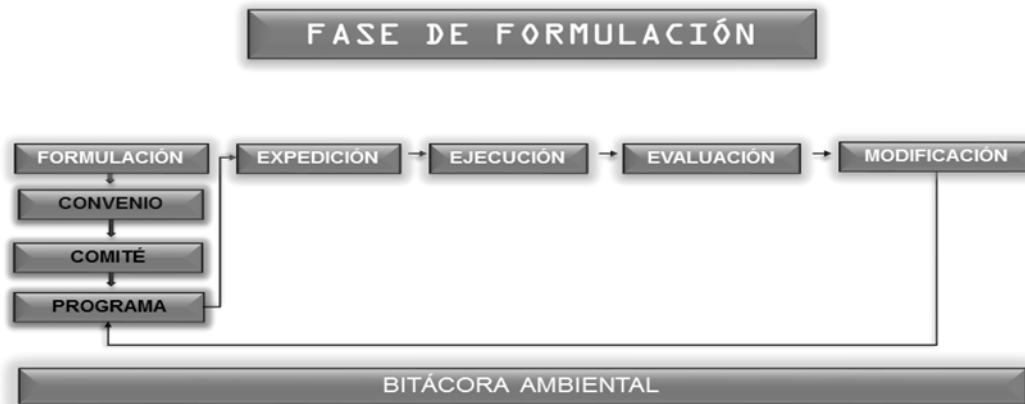 FASE DE FORMULACIÓN
FORMULACIÓN
EXPEDICIÓN
EJECUCIÓN
EVALUACIÓN
MODIFICACIÓN
CONVENIO
COMITÉ
PROGRAMA
BITÁCORA AMBIENTAL